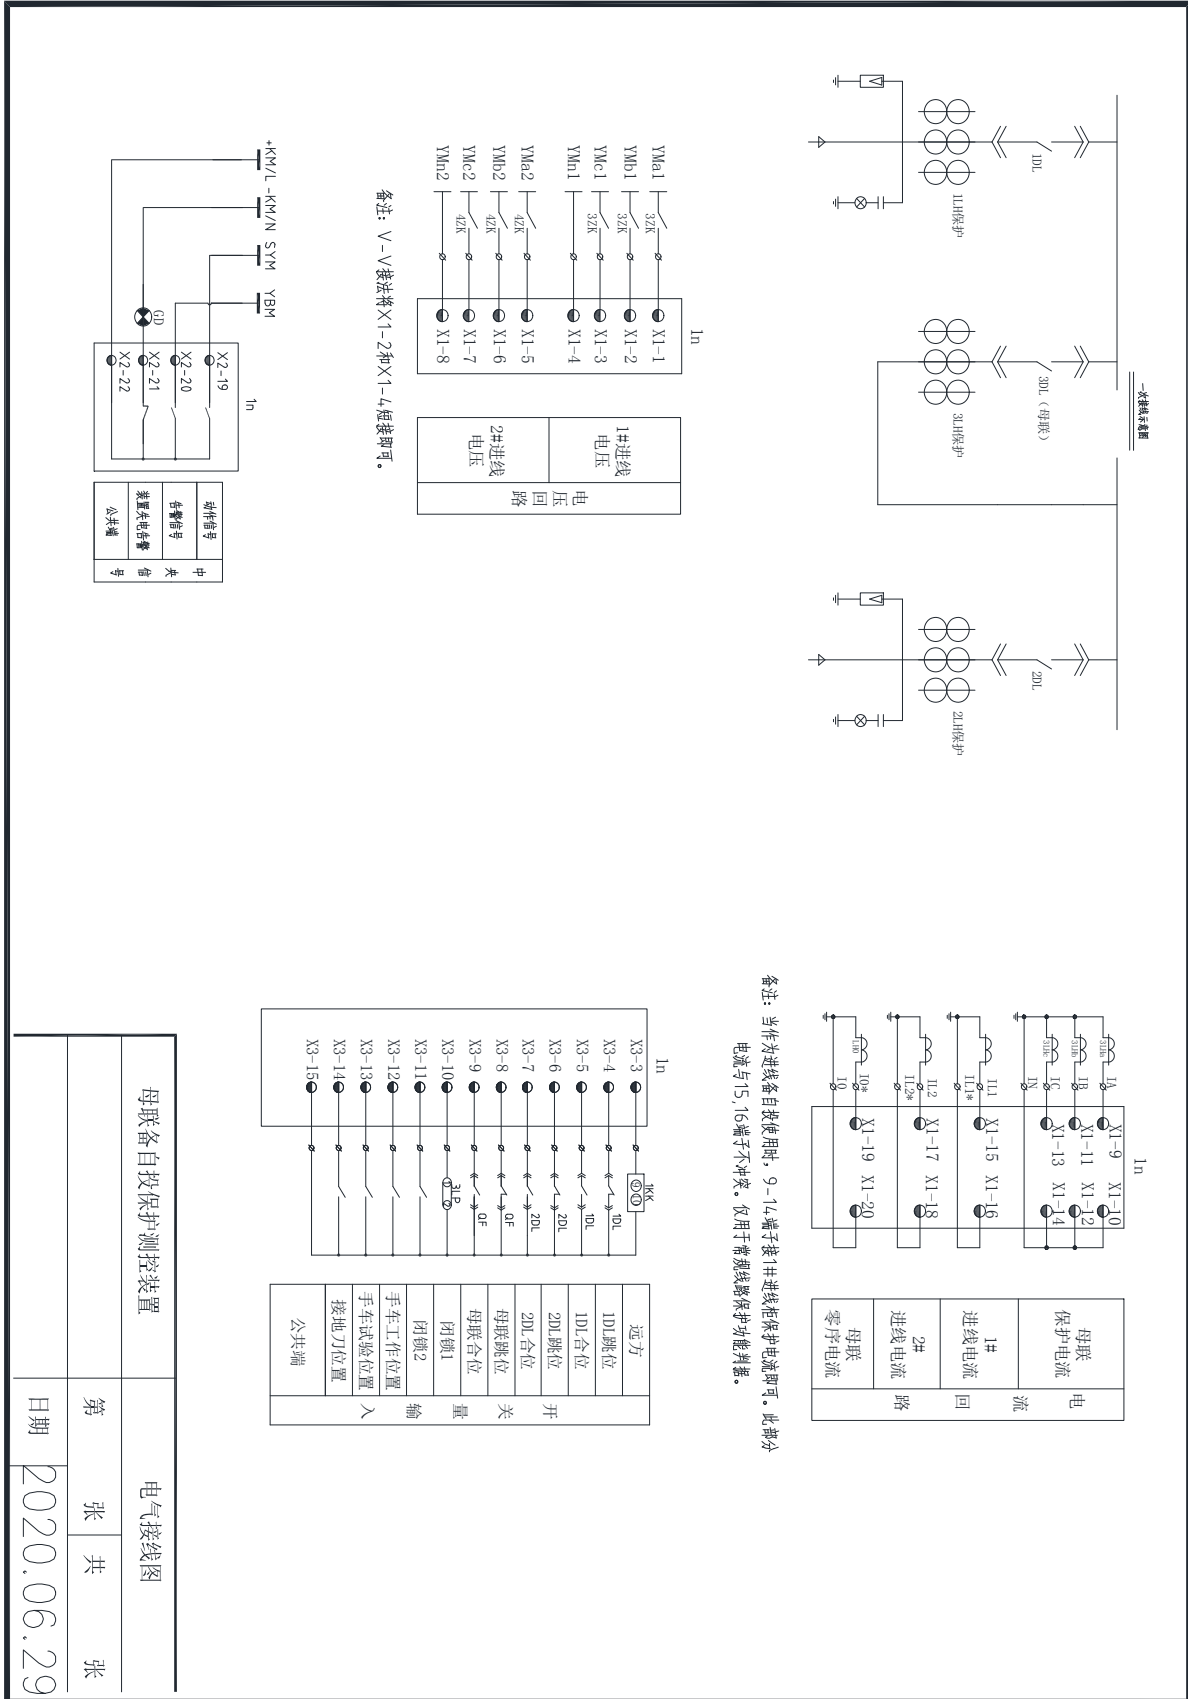 一次接线示意图
1DL
1LH保护
3DL（母联）
3LH保护
2DL
2LH保护
1n
YMa1
3ZK
X1-1
YMb1
3ZK
X1-2
YMc1
3ZK
X1-3
YMn1
X1-4
YMa2
4ZK
X1-5
YMb2
4ZK
X1-6
YMc2
4ZK
X1-7
YMn2
X1-8
1#进线
电压
2#进线
电压
电压回路
备注：V-V接法将X1-2和X1-4短接即可。
+KM/L -KM/N SYM YBM
GD
1n
X2-19
X2-20
X2-21
X2-22
动作信号
告警信号
装置失电告警
公共端
中央信号
1n
IA
3LHa
X1-9 X1-10
IB
3LHb
X1-11 X1-12
IC
3LHc
X1-13 X1-14
IN
IL1
X1-15 X1-16
IL1*
IL2
X1-17 X1-18
IL2*
I0*
LH0
X1-19 X1-20
I0
母联
保护电流
1#
进线电流
2#
进线电流
母联
零序电流
电流回路
备注：当作为进线备自投使用时，9-14端子接1#进线柜保护电流即可。此部分
电流与15,16端子不冲突。仅用于常规线路保护功能判据。
1n
X3-3
1KK
⑨⑩
远方
X3-4
1DL
1DL跳位
X3-5
1DL
1DL合位
X3-6
2DL
2DL跳位
X3-7
2DL
2DL合位
X3-8
QF
母联跳位
X3-9
QF
母联合位
X3-10
3LP
① ②
闭锁1
X3-11
闭锁2
X3-12
手车工作位置
X3-13
手车试验位置
X3-14
接地刀位置
X3-15
公共端
开关量输入
母联备自投保护测控装置
电气接线图
第 张 共 张
日期 2020.06.29